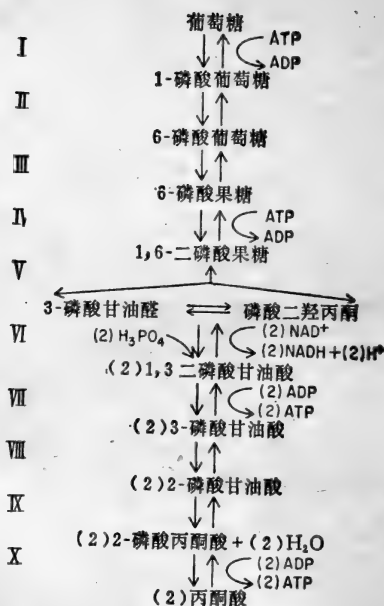 葡萄糖
I
ATP
ADP
1-磷酸葡萄糖
II
6-磷酸葡萄糖
III
6-磷酸果糖
IV
ATP
ADP
1,6-二磷酸果糖
V
3-磷酸甘油醛 磷酸二羟丙酮
VI
(2)H₃PO₄
(2)NAD⁺
(2)NADH+(2)H⁺
(2)1,3二磷酸甘油酸
VII
(2)ADP
(2)ATP
(2)3-磷酸甘油酸
VIII
(2)2-磷酸甘油酸
IX
(2)2-磷酸丙酮酸+(2)H₂O
X
(2)ADP
(2)ATP
(2)丙酮酸